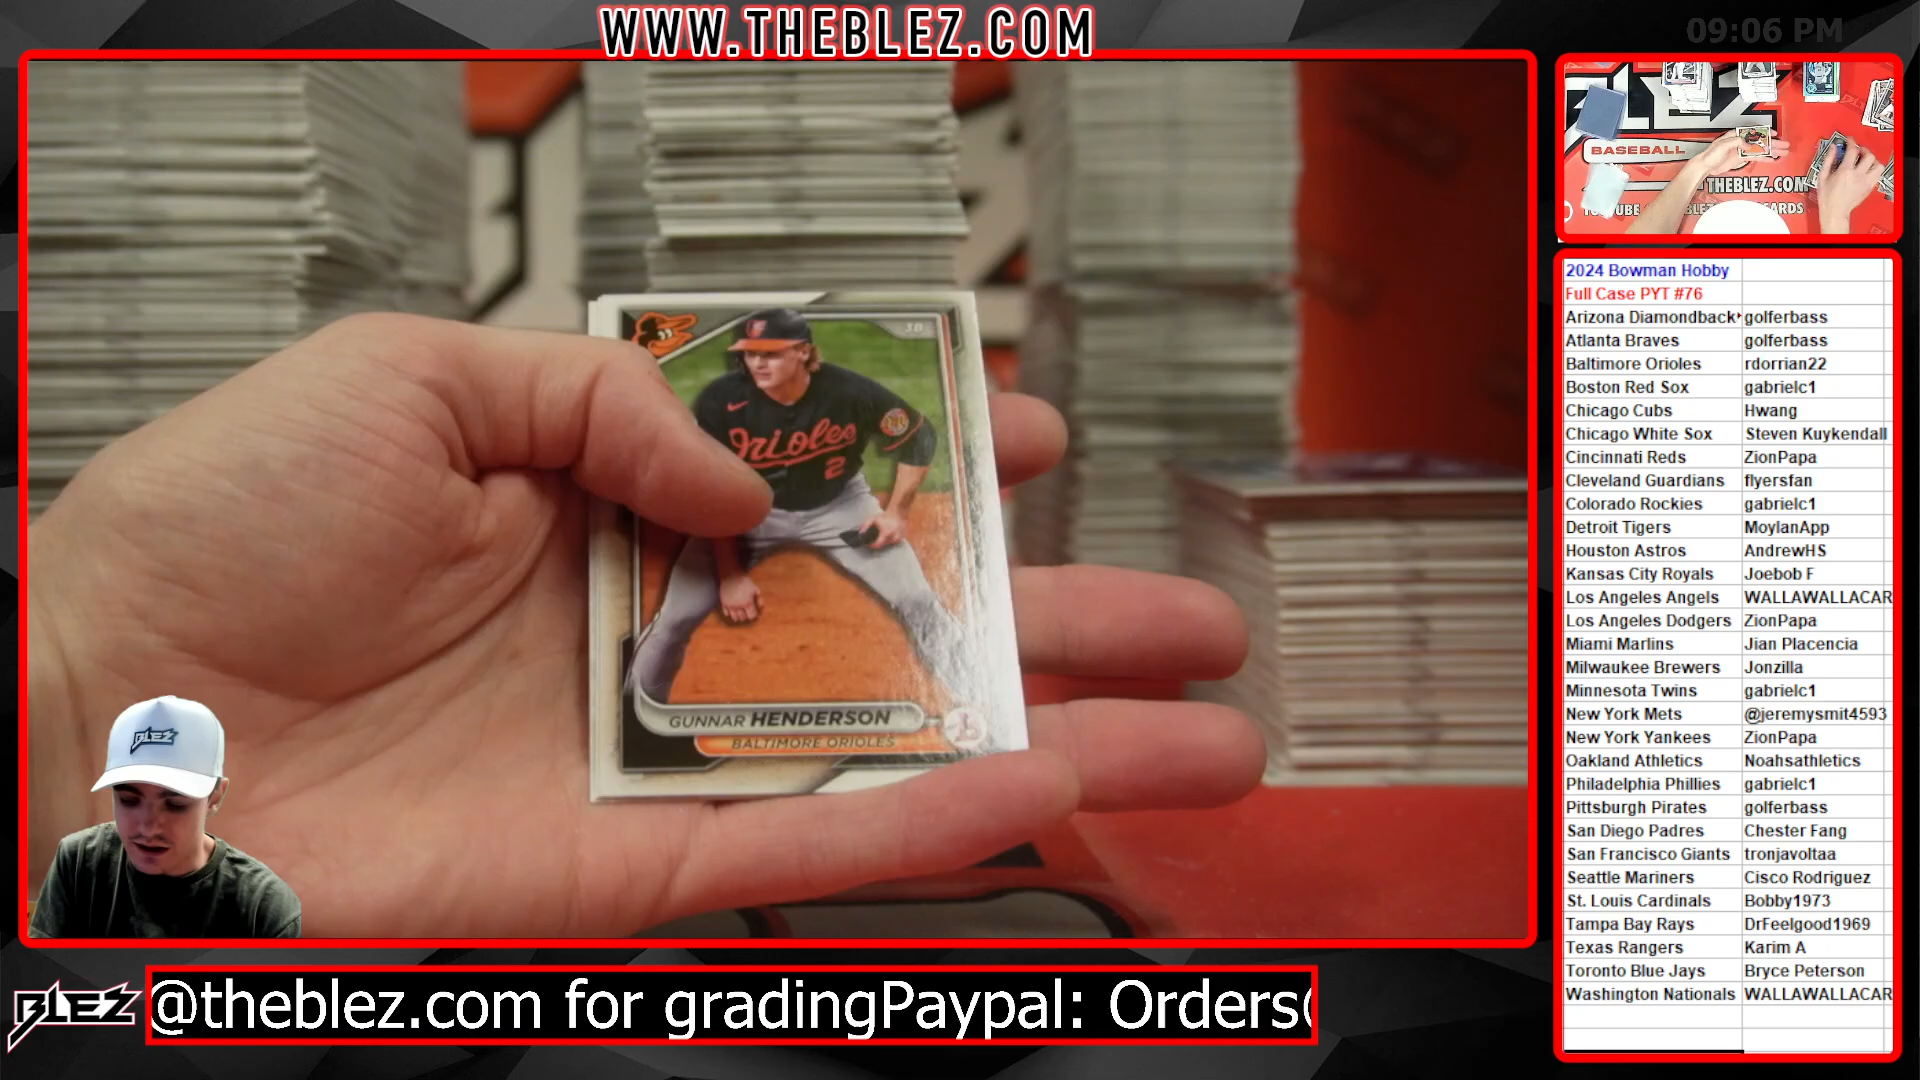 WWW.THEBLEZ.COM
09:06 PM
BLEZ
BASEBALL
THEBLEZ.COM
3B
Orioles
2
GUNNAR HENDERSON
BALTIMORE ORIOLES
BLEZ
2024 Bowman Hobby
Full Case PYT #76
Arizona Diamondback golferbass
Atlanta Braves golferbass
Baltimore Orioles rdorrian22
Boston Red Sox gabrielc1
Chicago Cubs Hwang
Chicago White Sox Steven Kuykendall
Cincinnati Reds ZionPapa
Cleveland Guardians flyersfan
Colorado Rockies gabrielc1
Detroit Tigers MoylanApp
Houston Astros AndrewHS
Kansas City Royals Joebob F
Los Angeles Angels WALLAWALLACAR
Los Angeles Dodgers ZionPapa
Miami Marlins Jian Placencia
Milwaukee Brewers Jonzilla
Minnesota Twins gabrielc1
New York Mets @jeremysmit4593
New York Yankees ZionPapa
Oakland Athletics Noahsathletics
Philadelphia Phillies gabrielc1
Pittsburgh Pirates golferbass
San Diego Padres Chester Fang
San Francisco Giants tronjavoltaa
Seattle Mariners Cisco Rodriguez
St. Louis Cardinals Bobby1973
Tampa Bay Rays DrFeelgood1969
Texas Rangers Karim A
Toronto Blue Jays Bryce Peterson
Washington Nationals WALLAWALLACAR
BLEZ
@theblez.com for gradingPaypal: Orders@